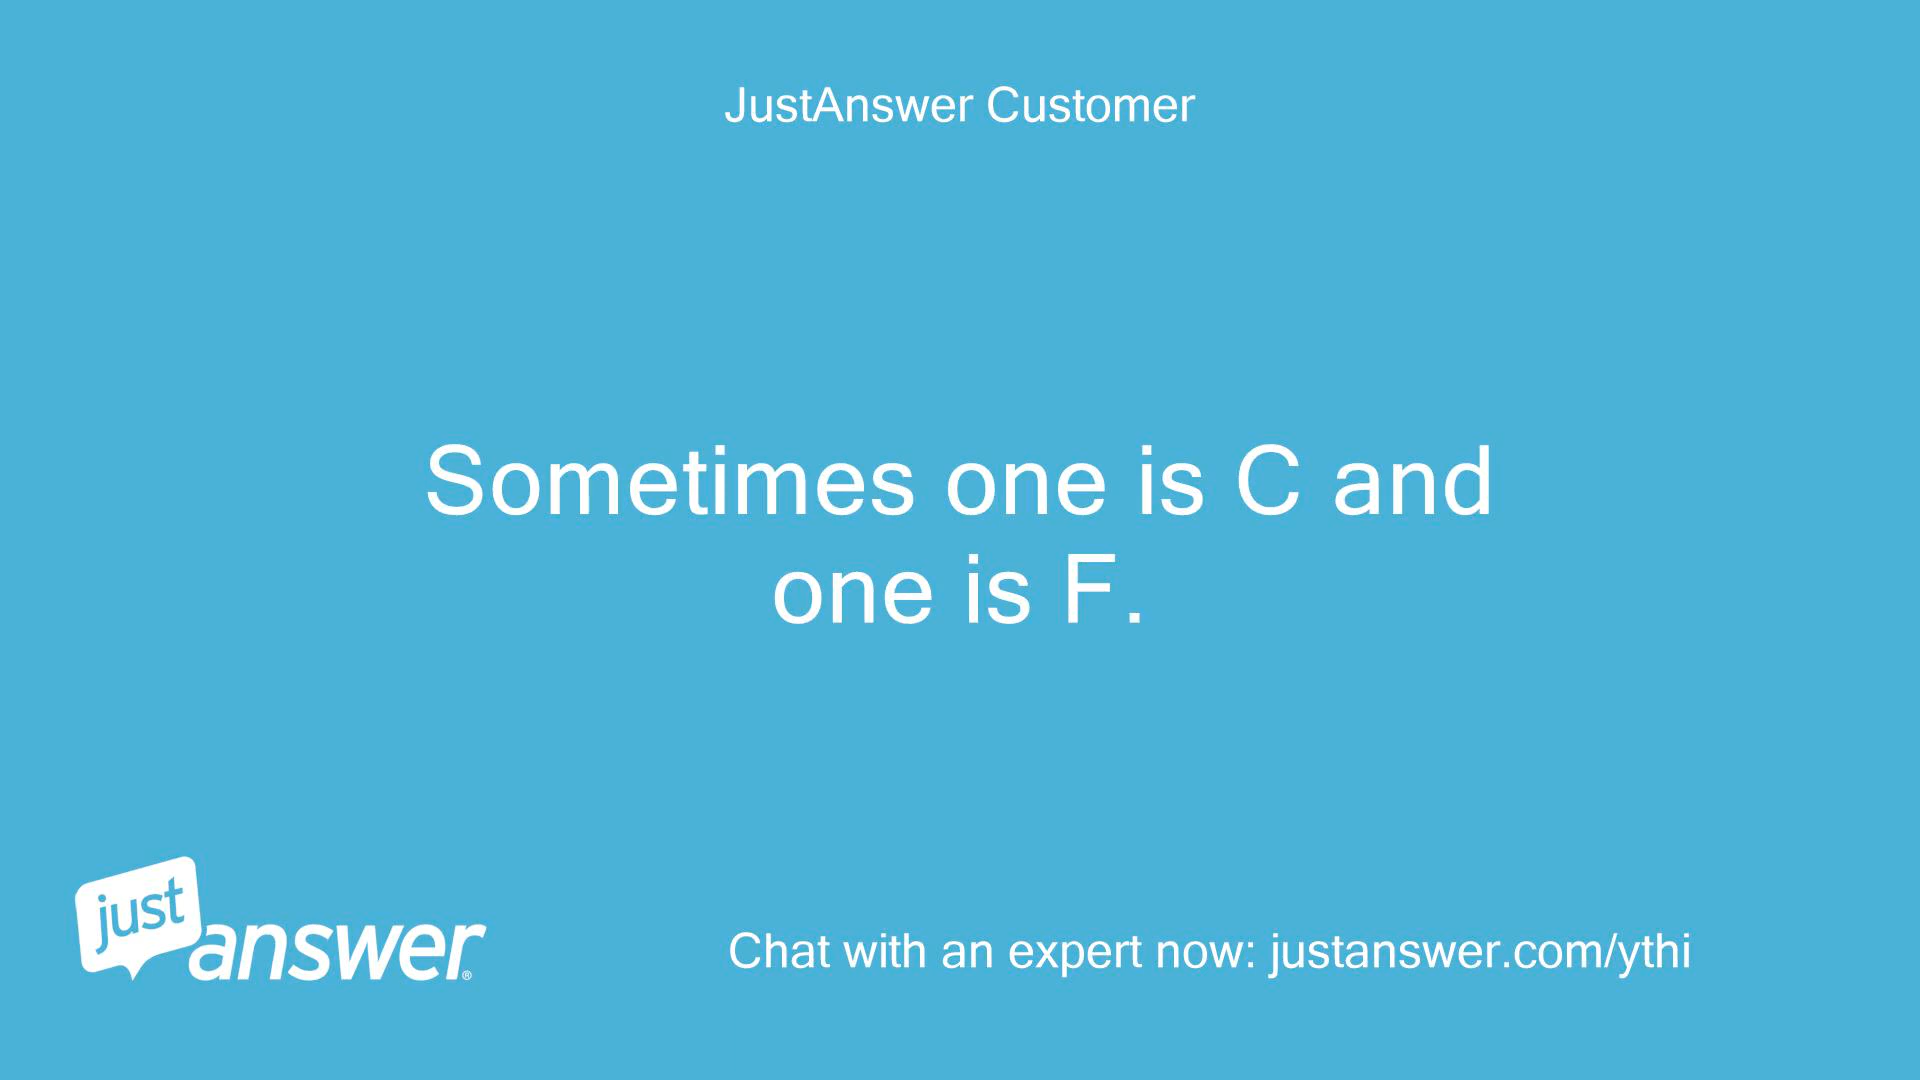 JustAnswer Customer
Sometimes one is C and
one is F.
just
answer®
Chat with an expert now: justanswer.com/ythi